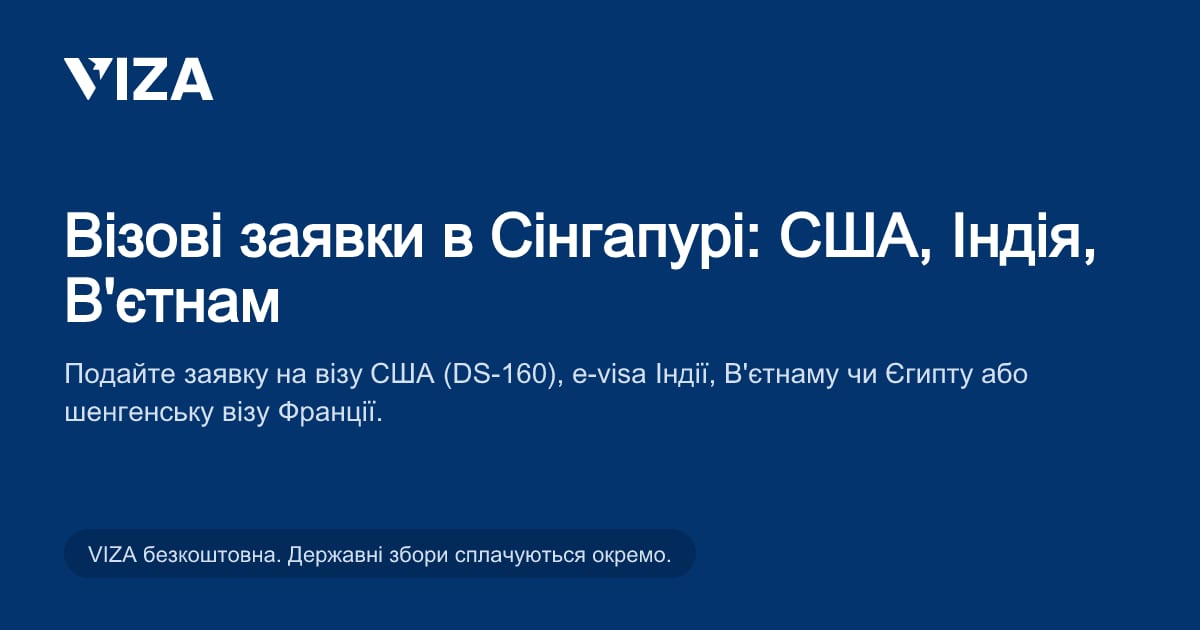 VIZA
Візові заявки в Сінгапурі: США, Індія,
В'єтнам
Подайте заявку на візу США (DS-160), e-visa Індії, В'єтнаму чи Єгипту або
шенгенську візу Франції.
VIZA безкоштовна. Державні збори сплачуються окремо.